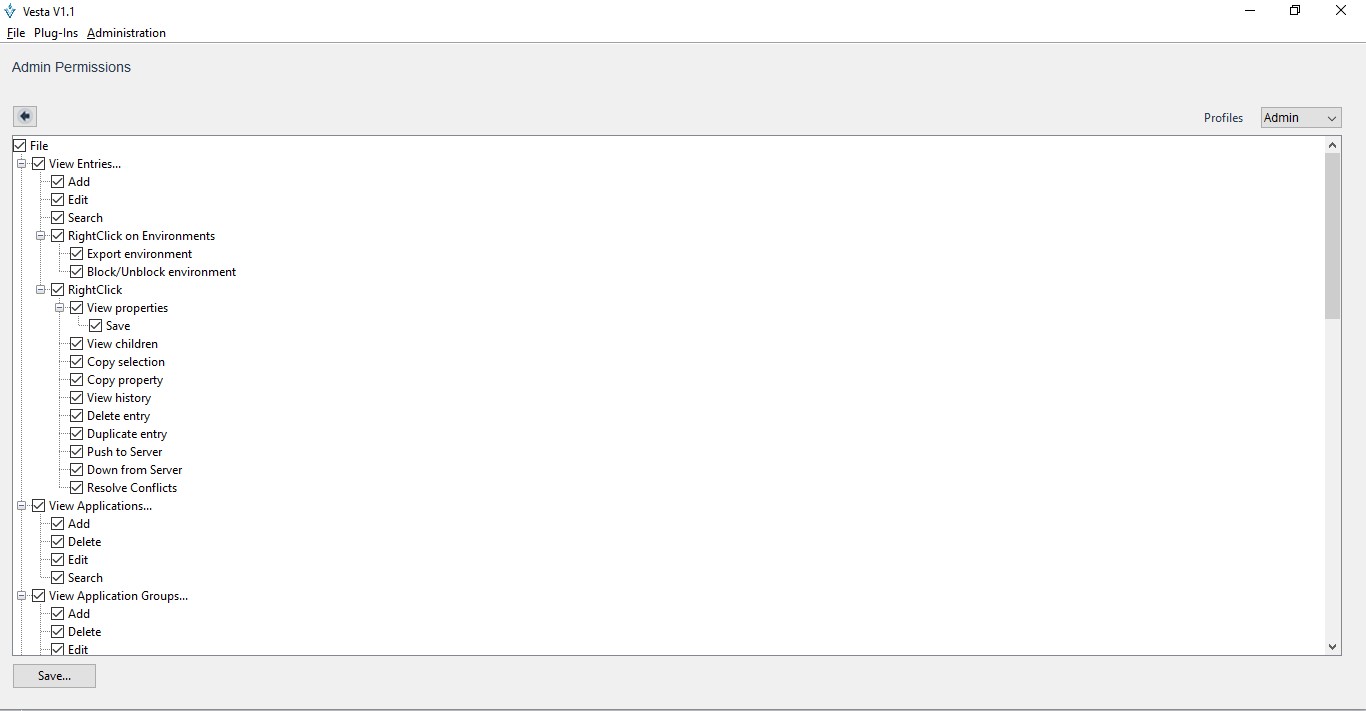 Vesta V1.1
File Plug-Ins Administration
Admin Permissions
Profiles Admin
File
View Entries...
Add
Edit
Search
RightClick on Environments
Export environment
Block/Unblock environment
RightClick
View properties
Save
View children
Copy selection
Copy property
View history
Delete entry
Duplicate entry
Push to Server
Down from Server
Resolve Conflicts
View Applications...
Add
Delete
Edit
Search
View Application Groups...
Add
Delete
Edit
Save...